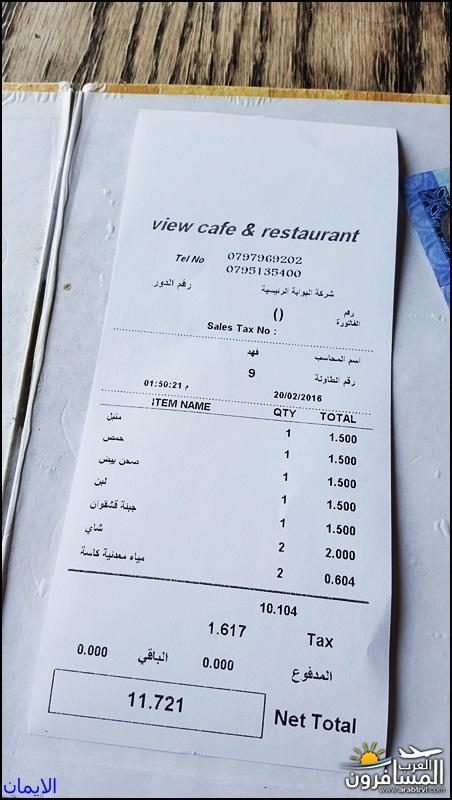 view cafe & restaurant
Tel No 0797969202
0795135400
شركة البوابة الرئيسية رقم الدور
رقم الفاتورة ()
Sales Tax No :
اسم المحاسب فهد
رقم الطاولة 9
01:50:21 م 20/02/2016
ITEM NAME QTY TOTAL
متبل 1 1.500
حمص 1 1.500
صحن بيض 1 1.500
لبن 1 1.500
جبنة قشقوان 1 1.500
شاي 2 2.000
مياه معدنية كاسة 2 0.604
10.104
1.617 Tax
0.000 الباقي 0.000 المدفوع
11.721 Net Total
العرب
المسافرون
www.arabtrvl.com
الايمان